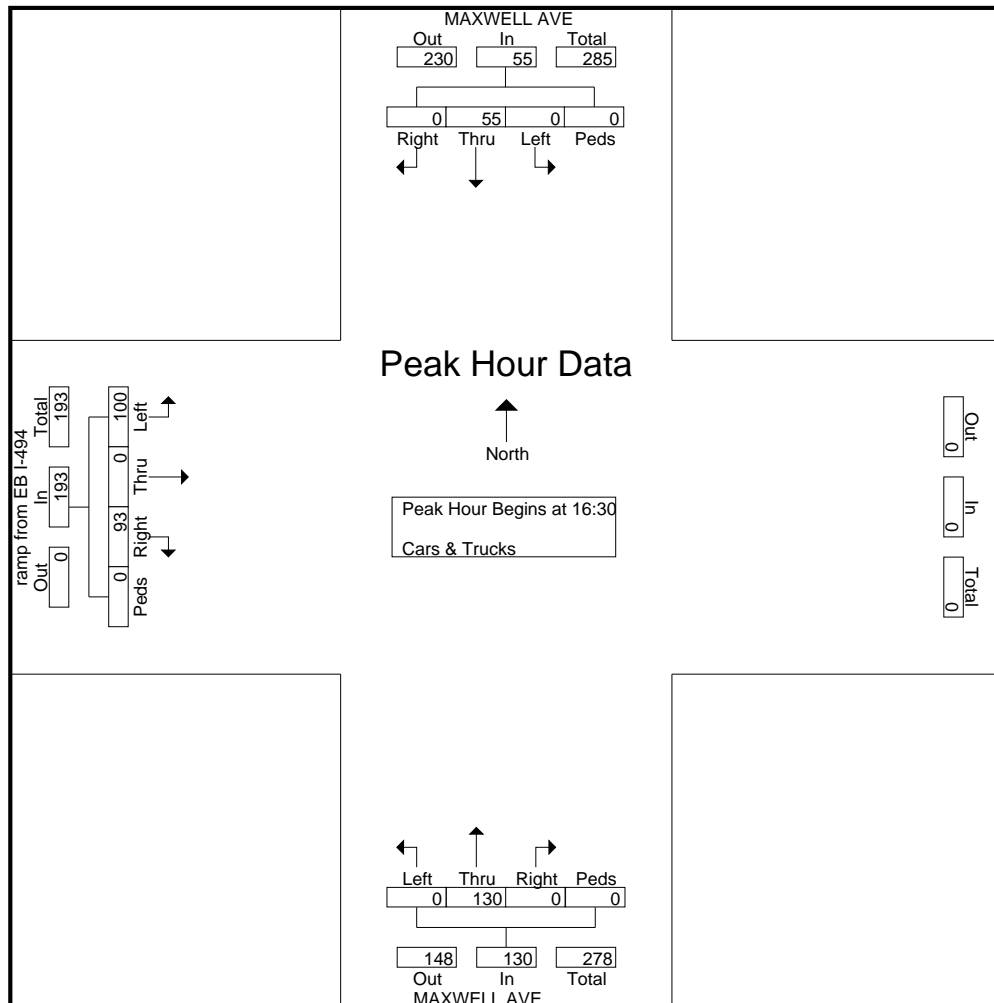 MAXWELL AVE
Out In Total
230 55 285
0 55 0 0
Right Thru Left Peds
Peak Hour Data
North
Peak Hour Begins at 16:30
Cars & Trucks
ramp from EB I-494
Out In Total
0 193 193
0 93 0 100
Peds Right Thru Left
Out In Total
0 0 0
Left Thru Right Peds
0 130 0 0
148 130 278
Out In Total
MAXWELL AVE